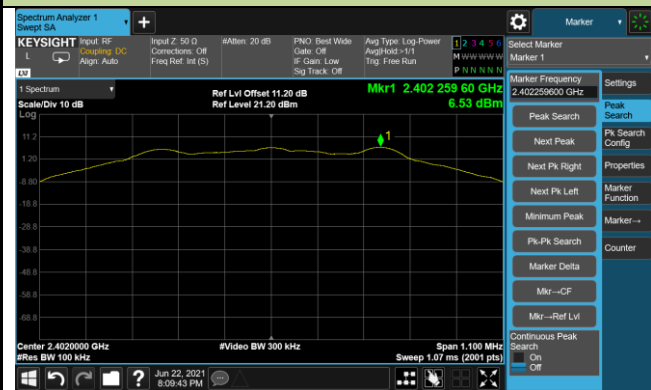 Spectrum Analyzer 1
Swept SA
Marker
KEYSIGHT
L
Input: RF
Coupling: DC
Align: Auto
Input Z: 50 Ω
Corrections: Off
Freq Ref: Int (S)
#Atten: 20 dB
PNO: Best Wide
Gate: Off
IF Gain: Low
Sig Track: Off
Avg Type: Log-Power
Avg|Hold:>1/1
Trig: Free Run
1 2 3 4 5 6
M W W W W W
P N N N N N
Select Marker
Marker 1
LXI
1 Spectrum
Scale/Div 10 dB
Log
Ref Lvl Offset 11.20 dB
Ref Level 21.20 dBm
Mkr1 2.402 259 60 GHz
6.53 dBm
11.2
1.20
-8.80
-18.8
-28.8
-38.8
-48.8
-58.8
-68.8
1
Center 2.4020000 GHz
#Res BW 100 kHz
#Video BW 300 kHz
Span 1.100 MHz
Sweep 1.07 ms (2001 pts)
Marker Frequency
2.402259600 GHz
Peak Search
Next Peak
Next Pk Right
Next Pk Left
Minimum Peak
Pk-Pk Search
Marker Delta
Mkr→CF
Mkr→Ref Lvl
Continuous Peak
Search
On
Off
Settings
Peak
Search
Pk Search
Config
Properties
Marker
Function
Marker→
Counter
?
Jun 22, 2021
8:09:43 PM